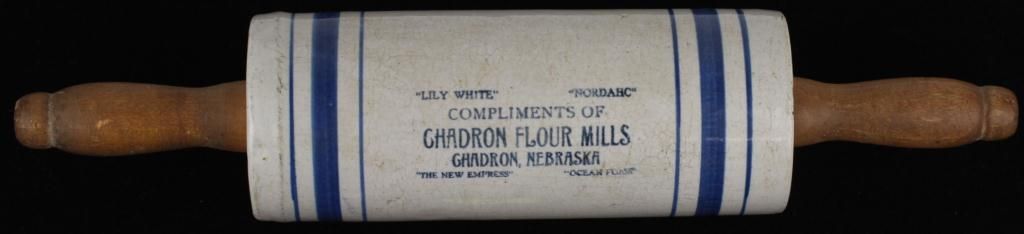 "LILY WHITE" "NORDAHC"
COMPLIMENTS OF
CHADRON FLOUR MILLS
CHADRON, NEBRASKA
"THE NEW EMPRESS" "OCEAN FOAM"